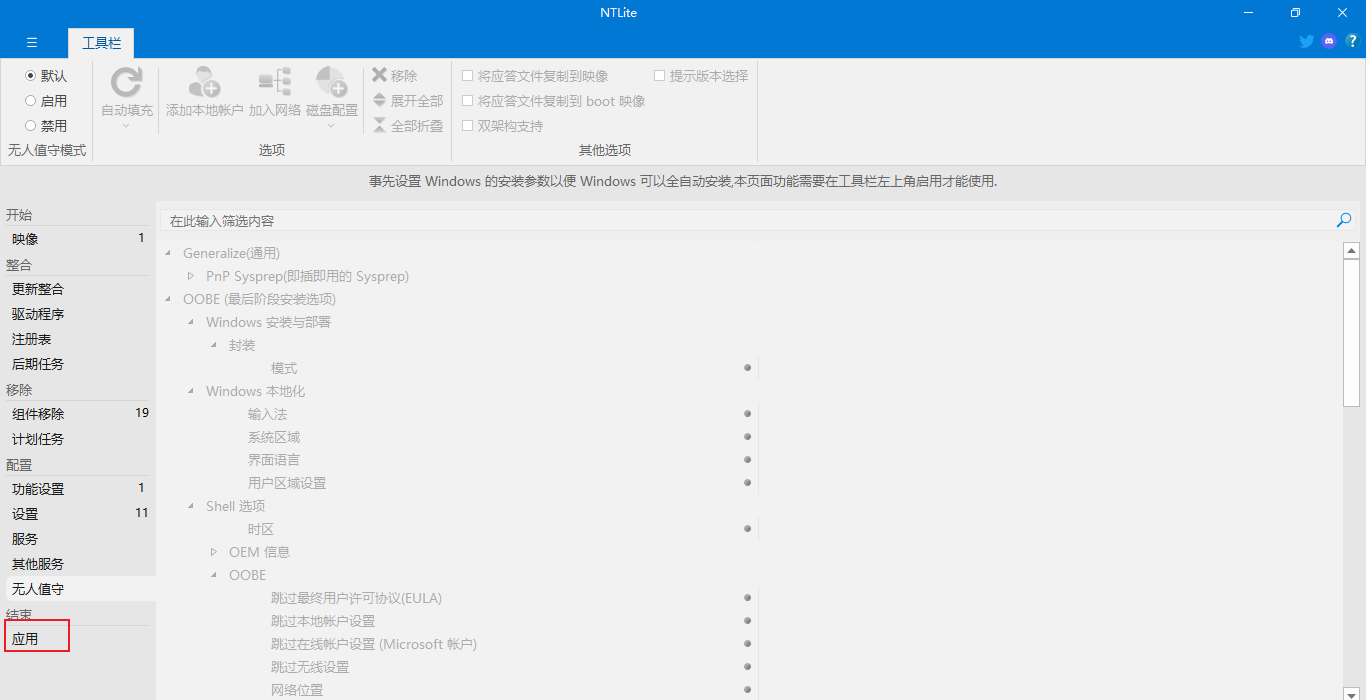 NTLite
工具栏
默认
启用
禁用
无人值守模式
自动填充
添加本地帐户
加入网络
磁盘配置
移除
展开全部
全部折叠
选项
将应答文件复制到映像
提示版本选择
将应答文件复制到 boot 映像
双架构支持
其他选项
事先设置 Windows 的安装参数以便 Windows 可以全自动安装,本页面功能需要在工具栏左上角启用才能使用.
开始
映像 1
整合
更新整合
驱动程序
注册表
后期任务
移除
组件移除 19
计划任务
配置
功能设置 1
设置 11
服务
其他服务
无人值守
结束
应用
在此输入筛选内容
Generalize(通用)
PnP Sysprep(即插即用的 Sysprep)
OOBE (最后阶段安装选项)
Windows 安装与部署
封装
模式
Windows 本地化
输入法
系统区域
界面语言
用户区域设置
Shell 选项
时区
OEM 信息
OOBE
跳过最终用户许可协议(EULA)
跳过本地帐户设置
跳过在线帐户设置 (Microsoft 帐户)
跳过无线设置
网络位置